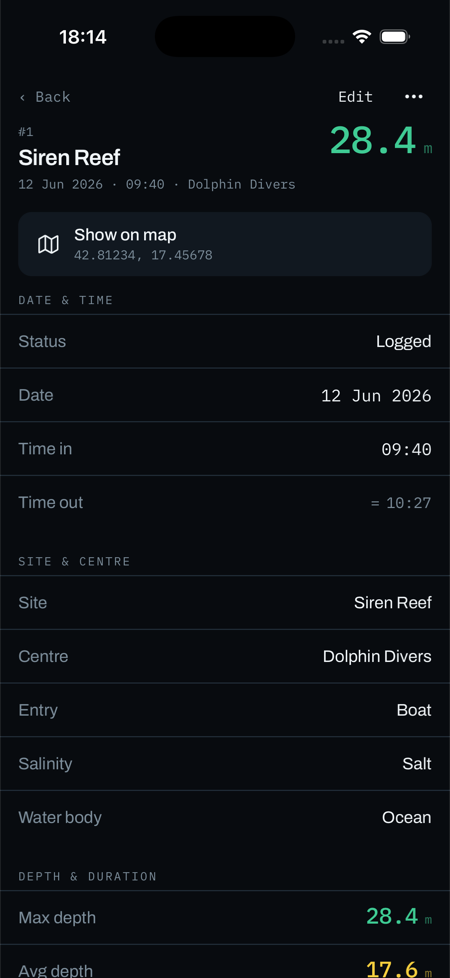 18:14
‹ Back Edit •••
#1
Siren Reef
28.4 m
12 Jun 2026 · 09:40 · Dolphin Divers
Show on map
42.81234, 17.45678
DATE & TIME
Status Logged
Date 12 Jun 2026
Time in 09:40
Time out = 10:27
SITE & CENTRE
Site Siren Reef
Centre Dolphin Divers
Entry Boat
Salinity Salt
Water body Ocean
DEPTH & DURATION
Max depth 28.4 m
Avg depth 17.6 m